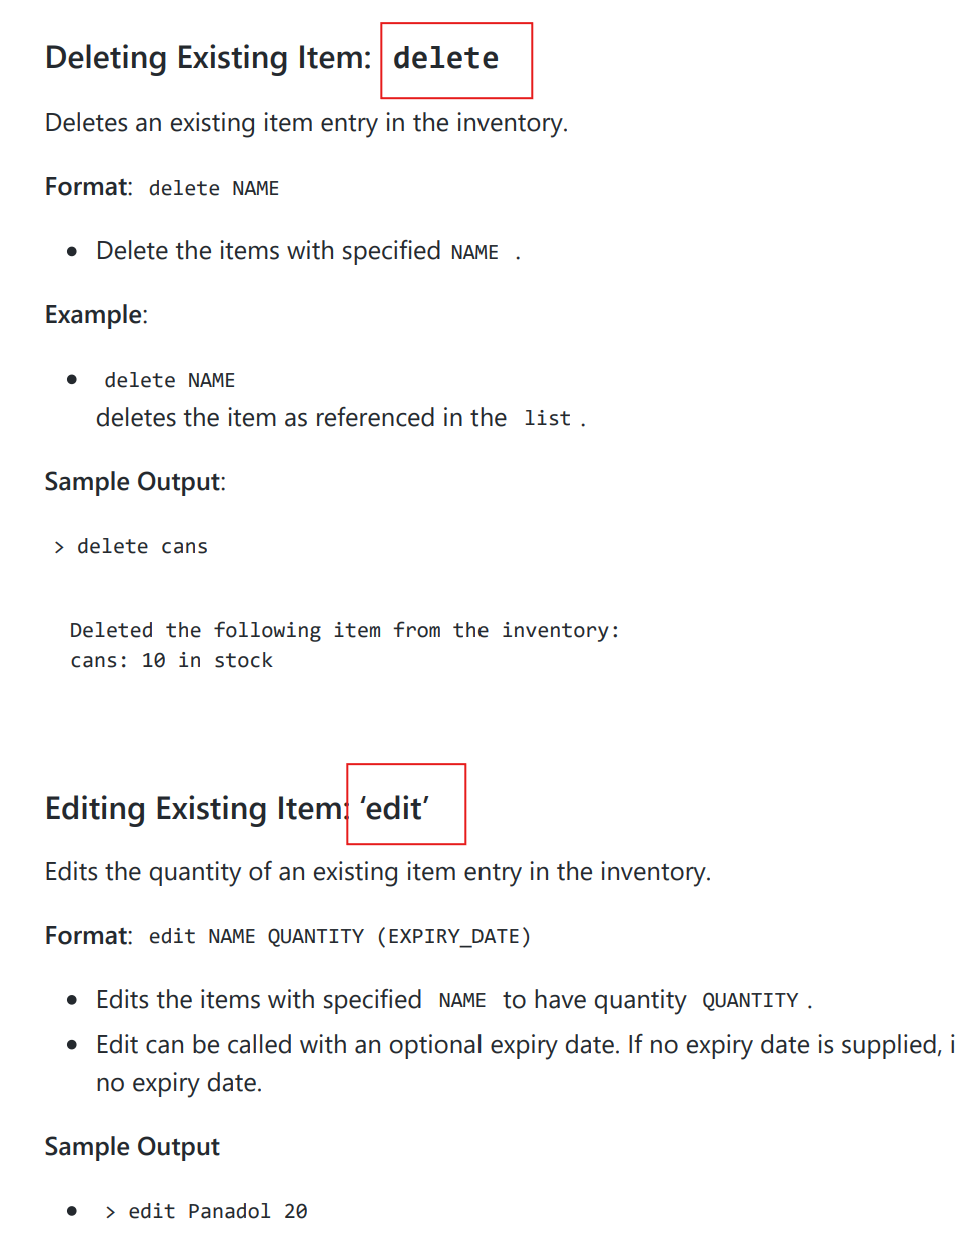 Deleting Existing Item: delete
Deletes an existing item entry in the inventory.
Format: delete NAME
• Delete the items with specified NAME .
Example:
• delete NAME
deletes the item as referenced in the list .
Sample Output:
> delete cans
Deleted the following item from the inventory:
cans: 10 in stock
Editing Existing Item: ‘edit’
Edits the quantity of an existing item entry in the inventory.
Format: edit NAME QUANTITY (EXPIRY_DATE)
• Edits the items with specified NAME to have quantity QUANTITY .
• Edit can be called with an optional expiry date. If no expiry date is supplied, i
no expiry date.
Sample Output
• > edit Panadol 20